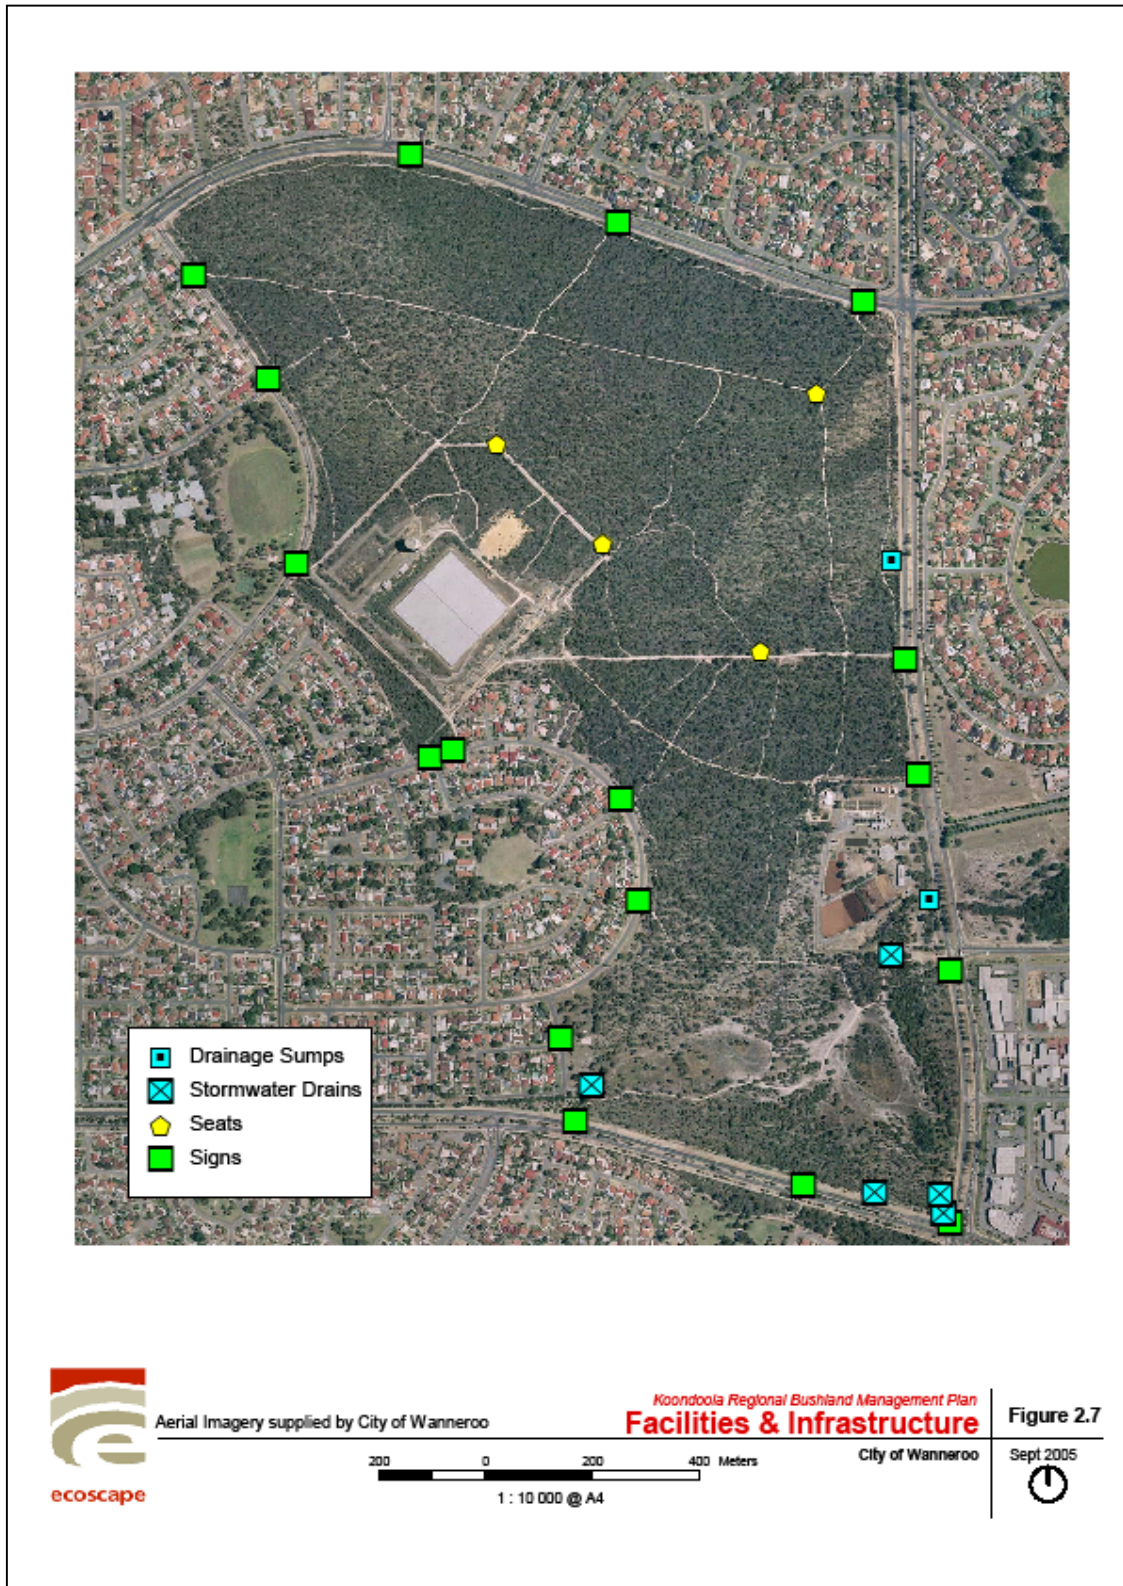 Drainage Sumps
Stormwater Drains
Seats
Signs
Koondoola Regional Bushland Management Plan
Aerial Imagery supplied by City of Wanneroo
Facilities & Infrastructure
Figure 2.7
City of Wanneroo
Sept 2005
200 0 200 400 Meters
1 : 10 000 @ A4
ecoscape